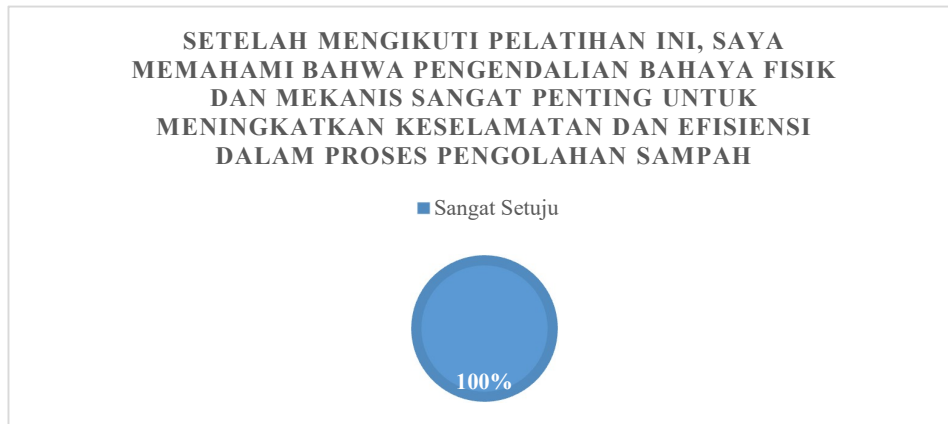 SETELAH MENGIKUTI PELATIHAN INI, SAYA
MEMAHAMI BAHWA PENGENDALIAN BAHAYA FISIK
DAN MEKANIS SANGAT PENTING UNTUK
MENINGKATKAN KESELAMATAN DAN EFISIENSI
DALAM PROSES PENGOLAHAN SAMPAH
Sangat Setuju
100%